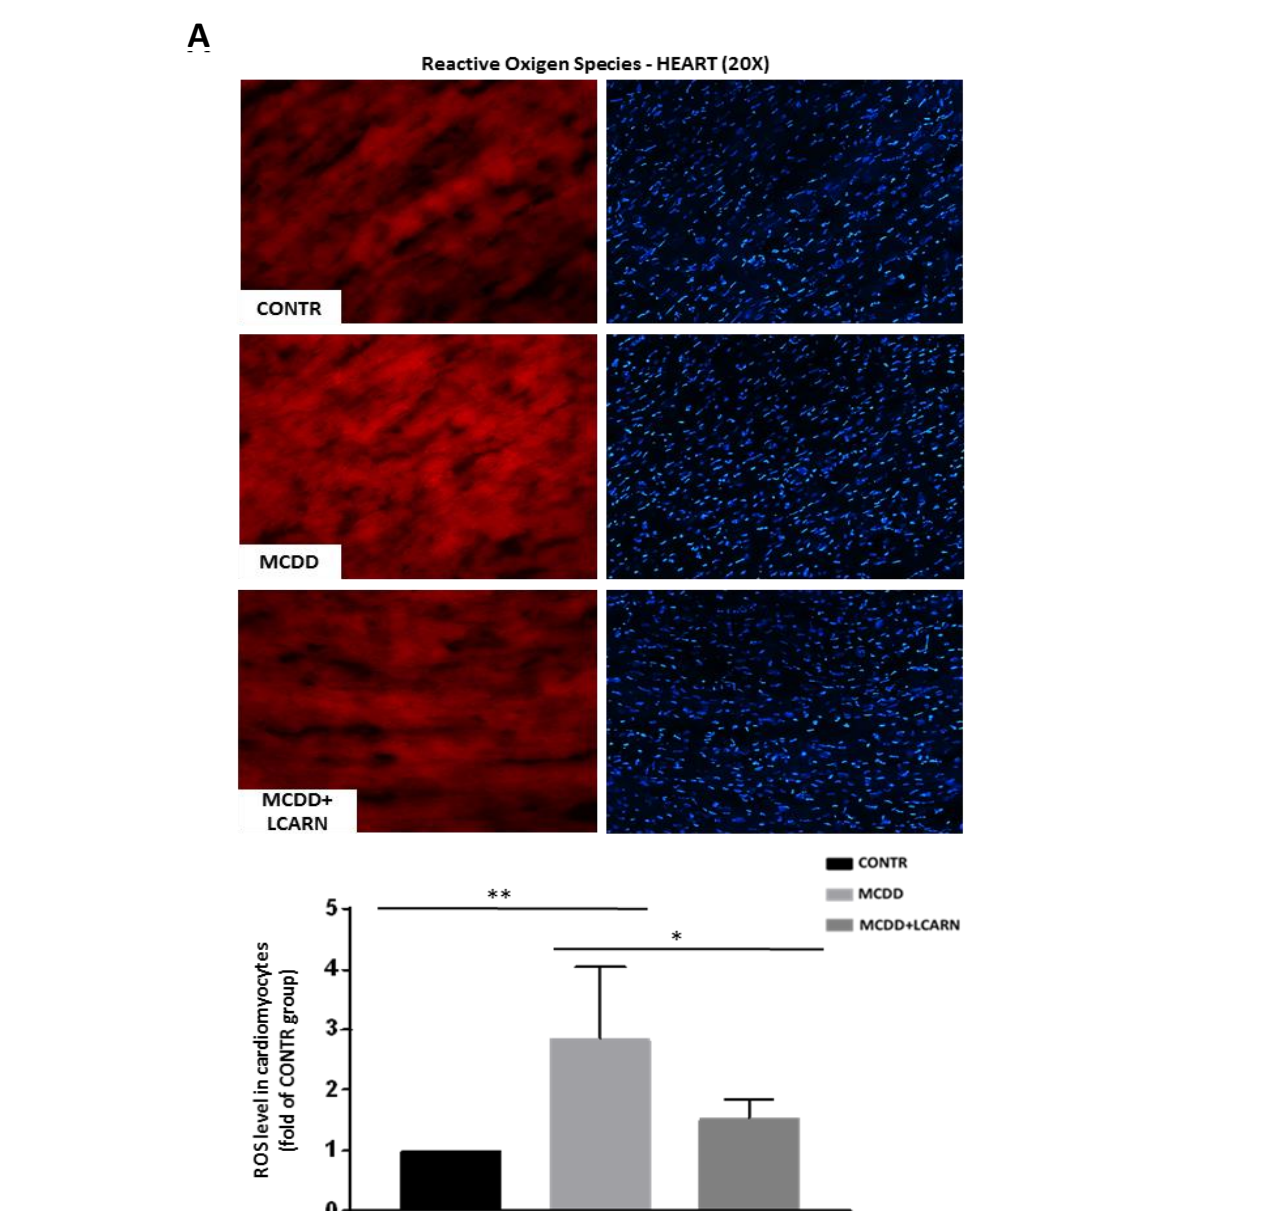 A
Reactive Oxigen Species - HEART (20X)
CONTR
MCDD
MCDD+
LCARN
CONTR
MCDD
MCDD+LCARN
**
*
ROS level in cardiomyocytes
(fold of CONTR group)
5
4
3
2
1
0